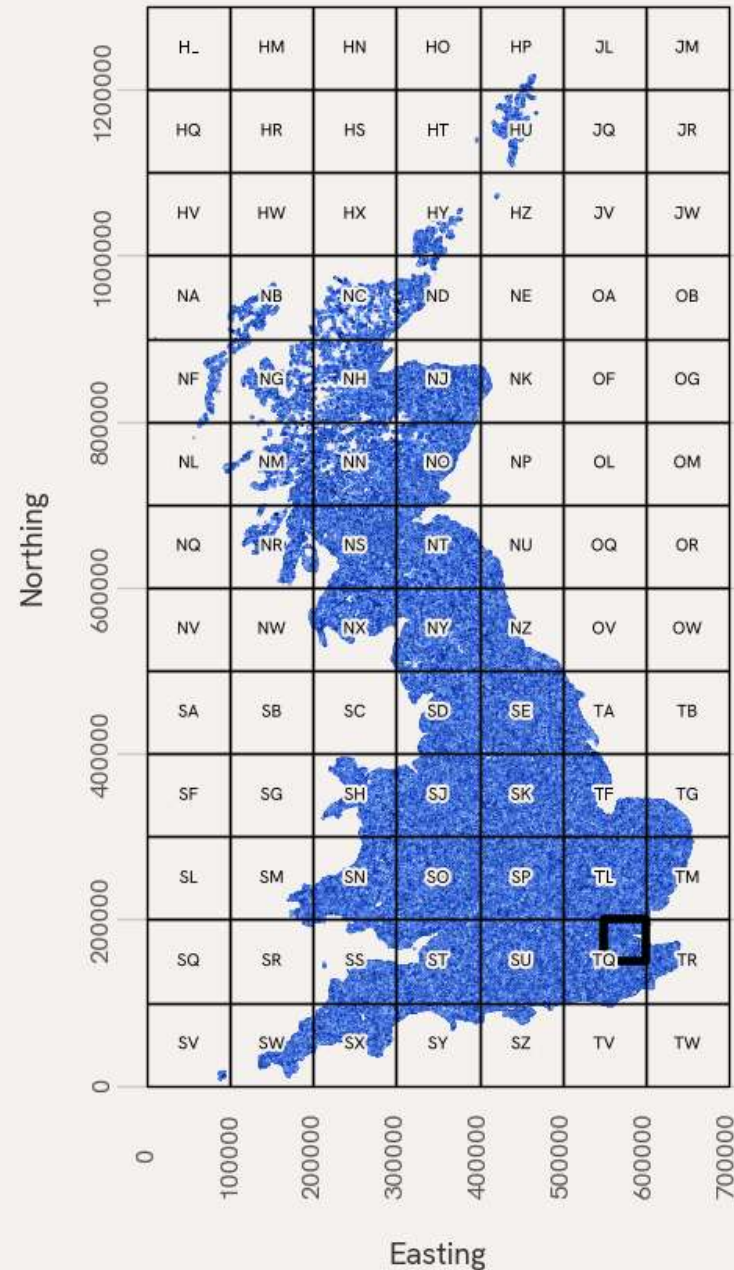 Northing
1200000
1000000
800000
600000
400000
200000
0
H_ HM HN HO HP JL JM
HQ HR HS HT HU JQ JR
HV HW HX HY HZ JV JW
NA NB NC ND NE OA OB
NF NG NH NJ NK OF OG
NL NM NN NO NP OL OM
NQ NR NS NT NU OQ OR
NV NW NX NY NZ OV OW
SA SB SC SD SE TA TB
SF SG SH SJ SK TF TG
SL SM SN SO SP TL TM
SQ SR SS ST SU TQ TR
SV SW SX SY SZ TV TW
0 100000 200000 300000 400000 500000 600000 700000
Easting